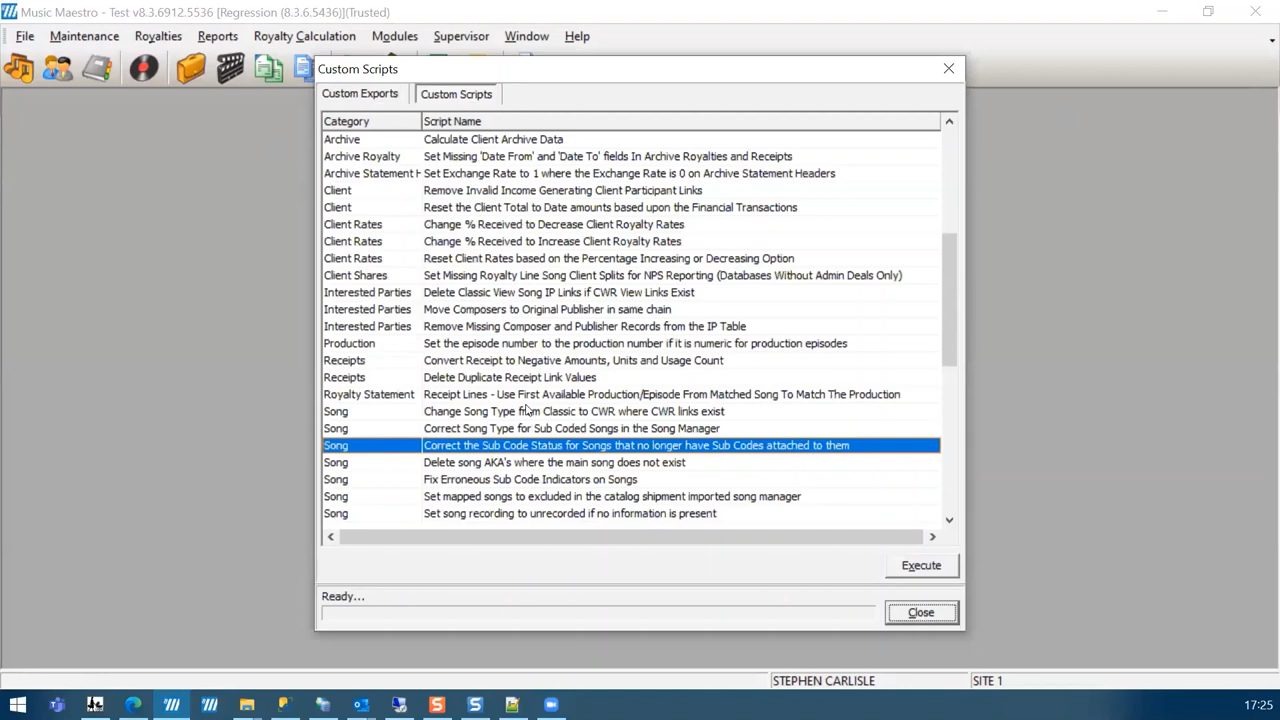 Music Maestro - Test v8.3.6912.5536 [Regression (8.3.6.5436)](Trusted)
File Maintenance Royalties Reports Royalty Calculation Modules Supervisor Window Help
Custom Scripts
Custom Exports Custom Scripts
Category Script Name
Archive Calculate Client Archive Data
Archive Royalty Set Missing 'Date From' and 'Date To' fields In Archive Royalties and Receipts
Archive Statement H Set Exchange Rate to 1 where the Exchange Rate is 0 on Archive Statement Headers
Client Remove Invalid Income Generating Client Participant Links
Client Reset the Client Total to Date amounts based upon the Financial Transactions
Client Rates Change % Received to Decrease Client Royalty Rates
Client Rates Change % Received to Increase Client Royalty Rates
Client Rates Reset Client Rates based on the Percentage Increasing or Decreasing Option
Client Shares Set Missing Royalty Line Song Client Splits for NPS Reporting (Databases Without Admin Deals Only)
Interested Parties Delete Classic View Song IP Links if CWR View Links Exist
Interested Parties Move Composers to Original Publisher in same chain
Interested Parties Remove Missing Composer and Publisher Records from the IP Table
Production Set the episode number to the production number if it is numeric for production episodes
Receipts Convert Receipt to Negative Amounts, Units and Usage Count
Receipts Delete Duplicate Receipt Link Values
Royalty Statement Receipt Lines - Use First Available Production/Episode From Matched Song To Match The Production
Song Change Song Type from Classic to CWR where CWR links exist
Song Correct Song Type for Sub Coded Songs in the Song Manager
Song Correct the Sub Code Status for Songs that no longer have Sub Codes attached to them
Song Delete song AKA's where the main song does not exist
Song Fix Erroneous Sub Code Indicators on Songs
Song Set mapped songs to excluded in the catalog shipment imported song manager
Song Set song recording to unrecorded if no information is present
Execute
Ready...
Close
STEPHEN CARLISLE SITE 1
17:25